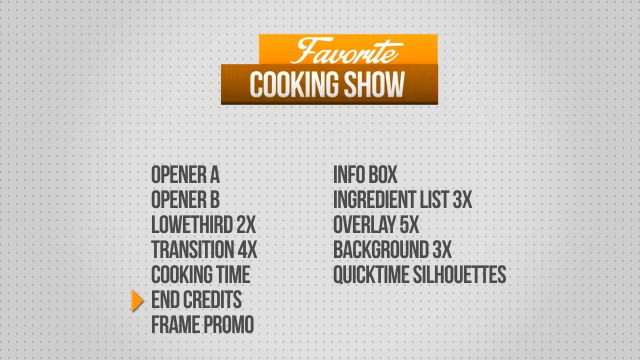 Favorite
COOKING SHOW
OPENER A
OPENER B
LOWETHIRD 2X
TRANSITION 4X
COOKING TIME
END CREDITS
FRAME PROMO
INFO BOX
INGREDIENT LIST 3X
OVERLAY 5X
BACKGROUND 3X
QUICKTIME SILHOUETTES